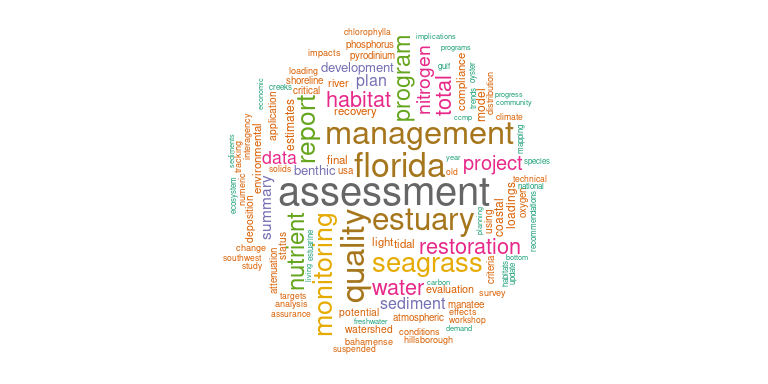 chlorophylla
implications
phosphorus
programs
impacts
pyrodinium
program
nitrogen
loading
development
gulf
oyster
compliance
shoreline
river
plan
total
trends
model
distribution
economic
creeks
critical
habitat
progress
community
recovery
ccmp
climate
application
estimates
report
management
mapping
interagency
environmental
sediments
tracking
data
final
florida
year
project
species
solids
benthic
usa
old
technical
national
ecosystem
numeric
deposition
summary
assessment
oxygen
loadings
coastal
using
planning
recommendations
estuary
quality
nutrient
monitoring
status
estuarine
living
light
tidal
restoration
change
southwest
study
attenuation
seagrass
criteria
bottom
habitats
update
water
carbon
evaluation
survey
targets
analysis
assurance
sediment
manatee
potential
effects
atmospheric
workshop
freshwater
watershed
conditions
demand
bahamense
hillsborough
suspended